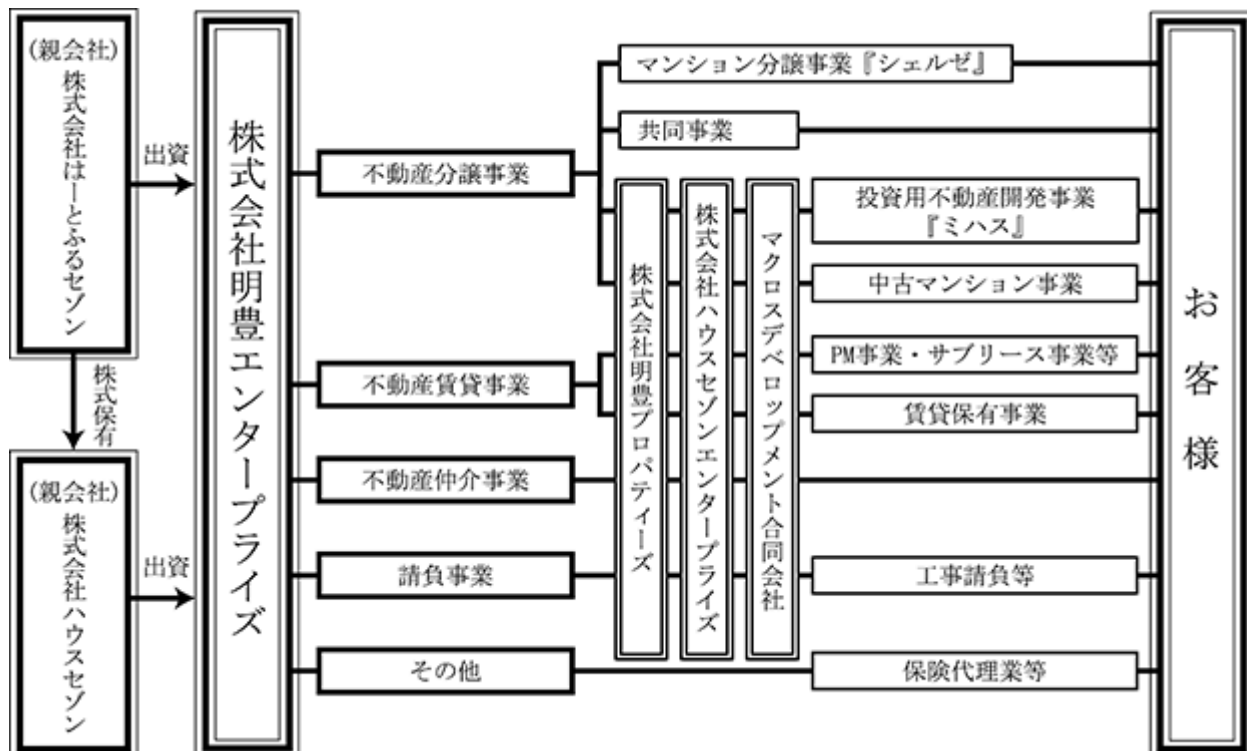 (親会社)
株式会社はーとふるセゾン
出資
株式保有
(親会社)
株式会社ハウスセゾン
出資
株式会社明豊エンタープライズ
不動産分譲事業
不動産賃貸事業
不動産仲介事業
請負事業
その他
マンション分譲事業『シェルゼ』
共同事業
株式会社明豊プロパティーズ
株式会社ハウスセゾンエンタープライズ
マクロスデベロップメント合同会社
投資用不動産開発事業
『ミハス』
中古マンション事業
PM事業・サブリース事業等
賃貸保有事業
工事請負等
保険代理業等
お客様